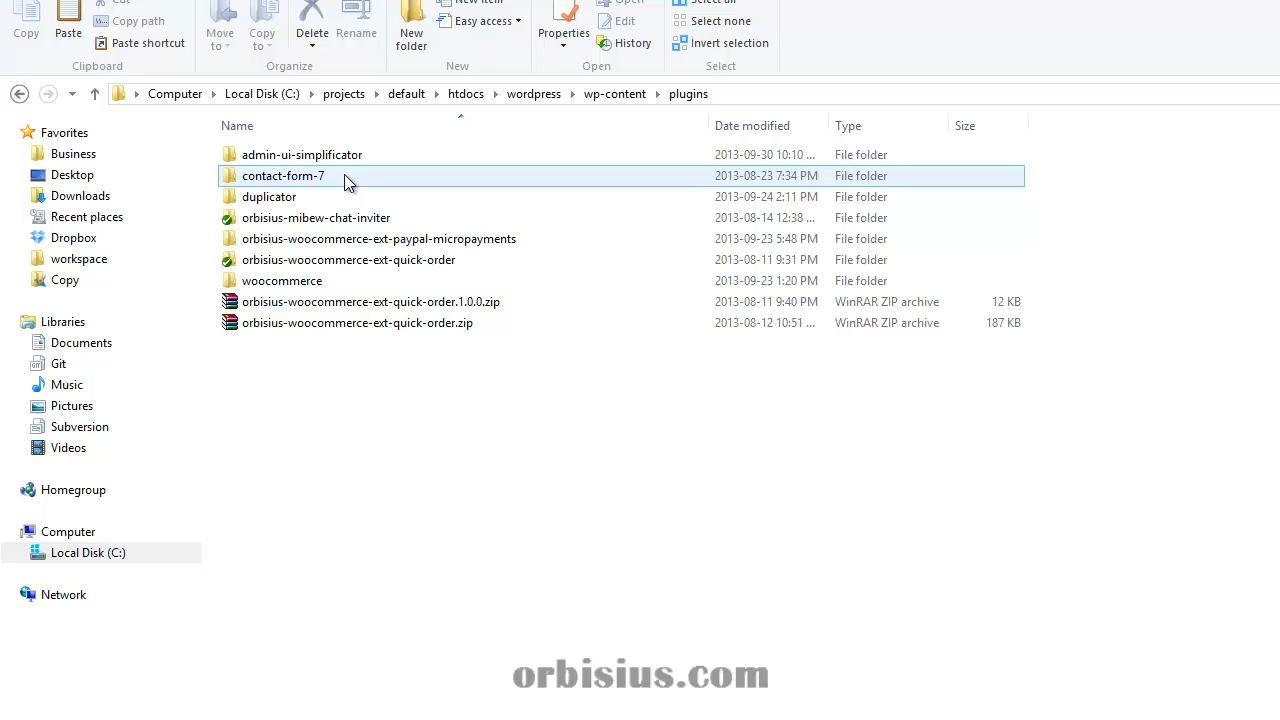 Cut
Open
Select all
New item
Copy path
Easy access
Edit
Select none
Copy
Paste
Paste shortcut
Move to
Copy to
Delete
Rename
New folder
Properties
History
Invert selection
Clipboard
Organize
New
Open
Select
Computer Local Disk (C:) projects default htdocs wordpress wp-content plugins
Name Date modified Type Size
Favorites
Business
Desktop
Downloads
Recent places
Dropbox
workspace
Copy
Libraries
Documents
Git
Music
Pictures
Subversion
Videos
Homegroup
Computer
Local Disk (C:)
Network
admin-ui-simplificator 2013-09-30 10:10 ... File folder
contact-form-7 2013-08-23 7:34 PM File folder
duplicator 2013-09-24 2:11 PM File folder
orbisius-mibew-chat-inviter 2013-08-14 12:38 ... File folder
orbisius-woocommerce-ext-paypal-micropayments 2013-09-23 5:48 PM File folder
orbisius-woocommerce-ext-quick-order 2013-08-11 9:31 PM File folder
woocommerce 2013-09-23 1:20 PM File folder
orbisius-woocommerce-ext-quick-order.1.0.0.zip 2013-08-11 9:40 PM WinRAR ZIP archive 12 KB
orbisius-woocommerce-ext-quick-order.zip 2013-08-12 10:51 ... WinRAR ZIP archive 187 KB
orbisius.com